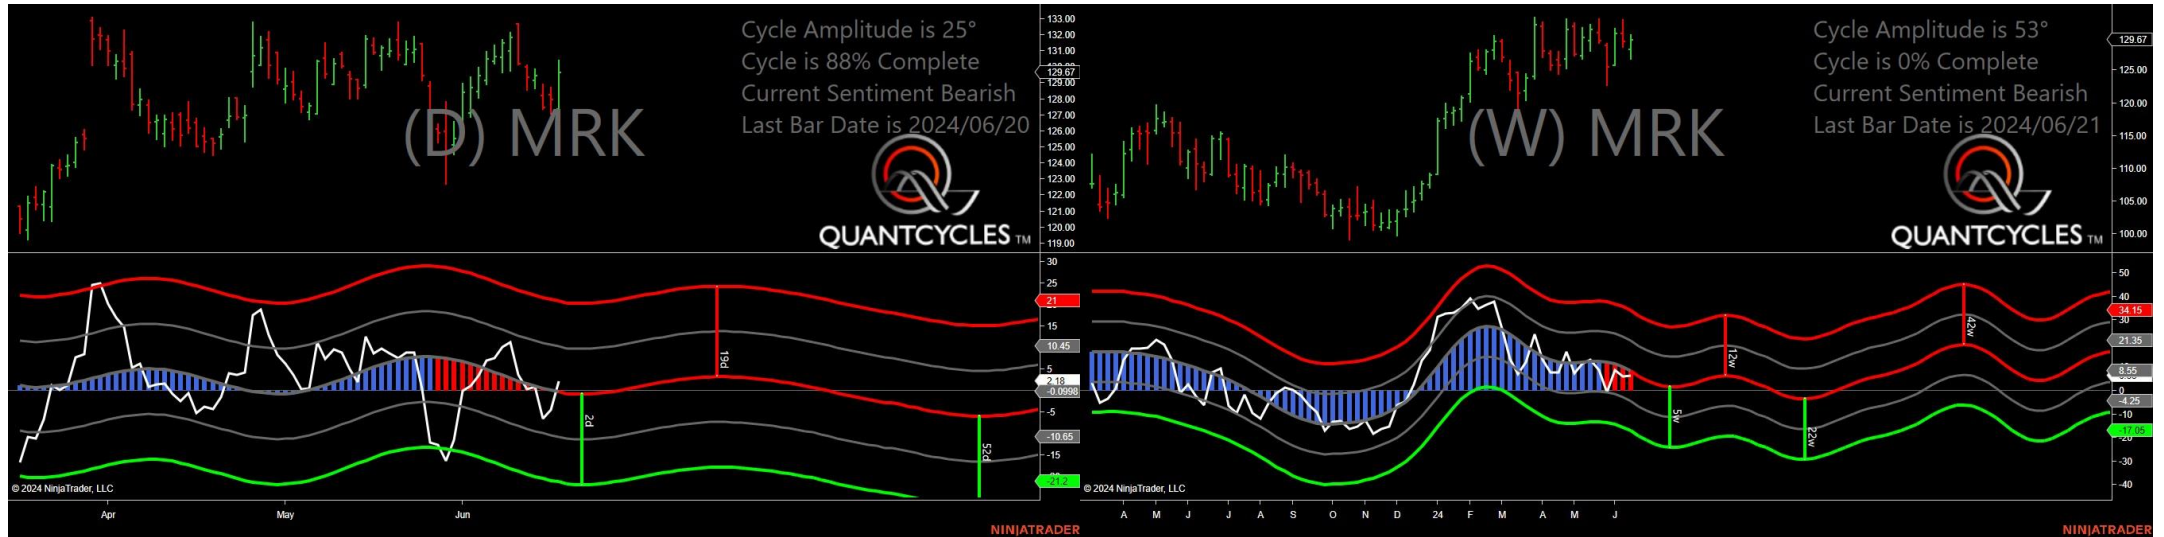 Cycle Amplitude is 25°
Cycle is 88% Complete
Current Sentiment Bearish
Last Bar Date is 2024/06/20
(D) MRK
QUANTCYCLES TM
133.00
132.00
131.00
129.67
129.00
128.00
127.00
126.00
125.00
124.00
123.00
122.00
121.00
120.00
119.00
30
25
21
15
10.45
5
2.18
-0.0998
-5
-10.65
-15
-21.2
19d
2d
52d
© 2024 NinjaTrader, LLC
Apr May Jun
NINJATRADER
Cycle Amplitude is 53°
Cycle is 0% Complete
Current Sentiment Bearish
Last Bar Date is 2024/06/21
(W) MRK
QUANTCYCLES TM
129.67
125.00
120.00
115.00
110.00
105.00
100.00
50
40
34.15
30
21.35
8.55
0
-4.25
-10
-17.05
-30
-40
42w
12w
5w
22w
© 2024 NinjaTrader, LLC
A M J J A S O N D 24 F M A M J
NINJATRADER